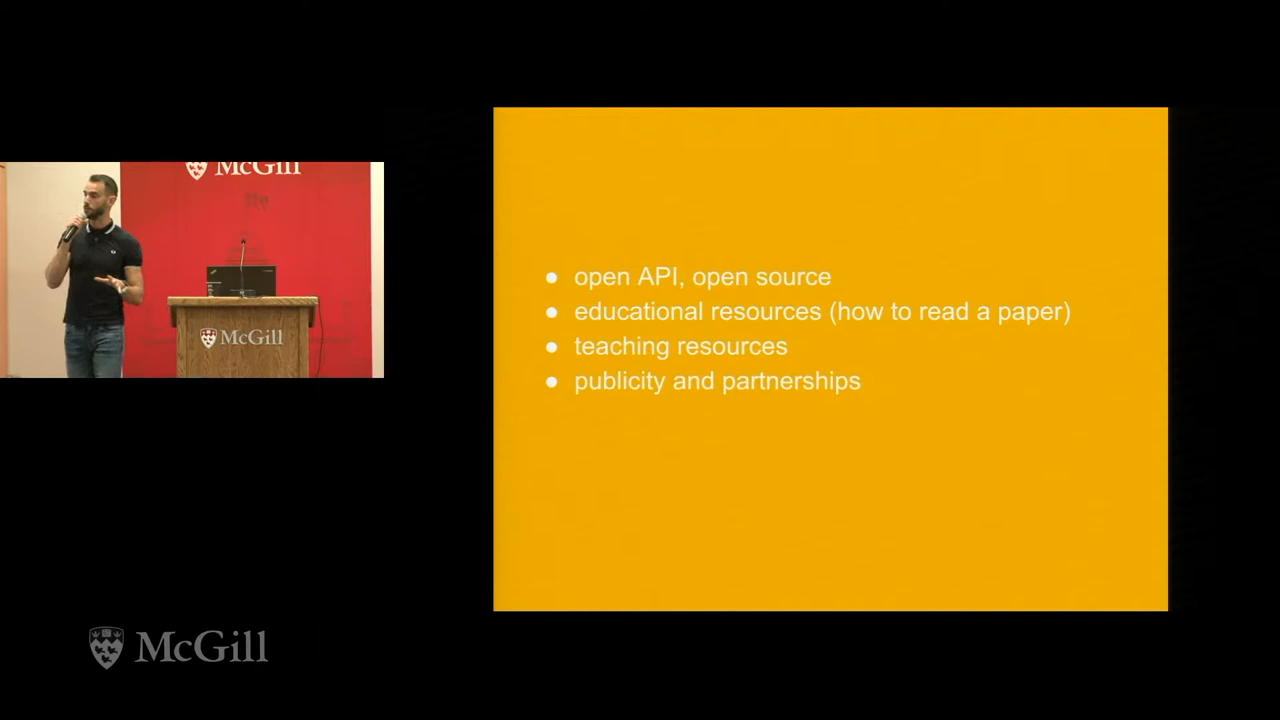 McGill
McGill
● open API, open source
● educational resources (how to read a paper)
● teaching resources
● publicity and partnerships
McGill